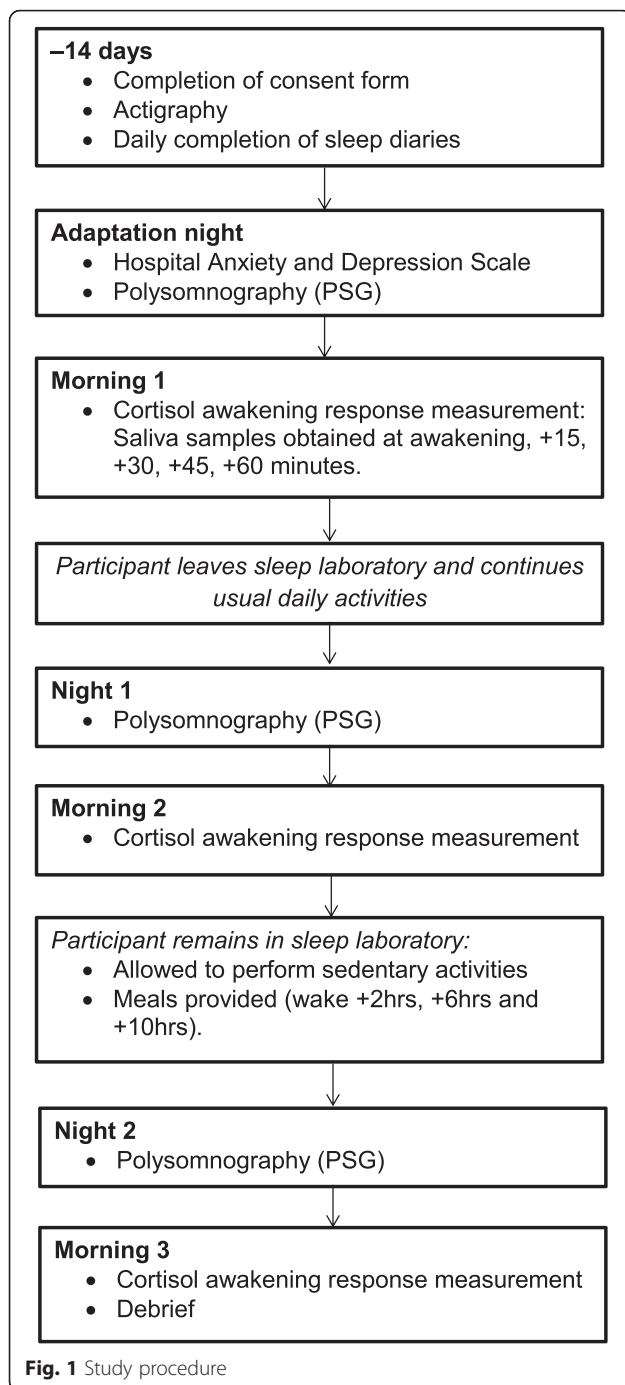 –14 days
• Completion of consent form
• Actigraphy
• Daily completion of sleep diaries
Adaptation night
• Hospital Anxiety and Depression Scale
• Polysomnography (PSG)
Morning 1
• Cortisol awakening response measurement:
Saliva samples obtained at awakening, +15,
+30, +45, +60 minutes.
Participant leaves sleep laboratory and continues
usual daily activities
Night 1
• Polysomnography (PSG)
Morning 2
• Cortisol awakening response measurement
Participant remains in sleep laboratory:
• Allowed to perform sedentary activities
• Meals provided (wake +2hrs, +6hrs and
+10hrs).
Night 2
• Polysomnography (PSG)
Morning 3
• Cortisol awakening response measurement
• Debrief
Fig. 1 Study procedure